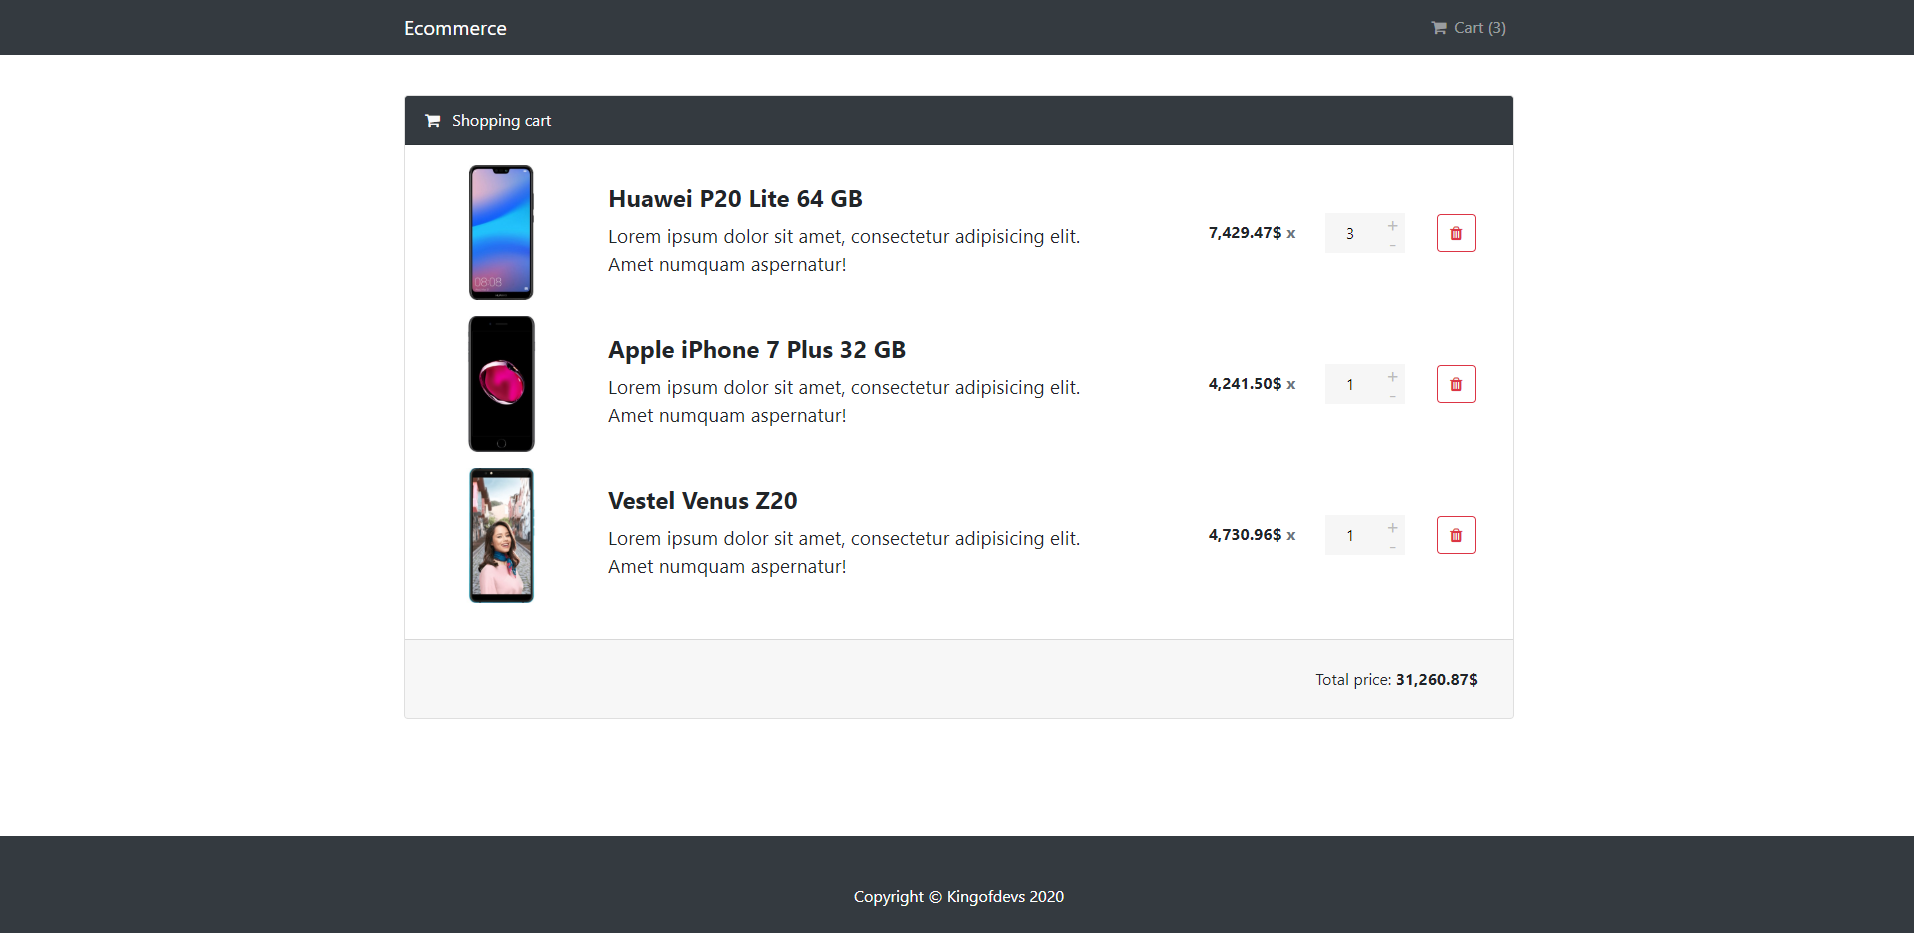 Ecommerce
Cart (3)
Shopping cart
08:08
Huawei P20 Lite 64 GB
Lorem ipsum dolor sit amet, consectetur adipisicing elit.
Amet numquam aspernatur!
7,429.47$ x
3
+
-
Apple iPhone 7 Plus 32 GB
Lorem ipsum dolor sit amet, consectetur adipisicing elit.
Amet numquam aspernatur!
4,241.50$ x
1
+
-
Vestel Venus Z20
Lorem ipsum dolor sit amet, consectetur adipisicing elit.
Amet numquam aspernatur!
4,730.96$ x
1
+
-
Total price: 31,260.87$
Copyright © Kingofdevs 2020